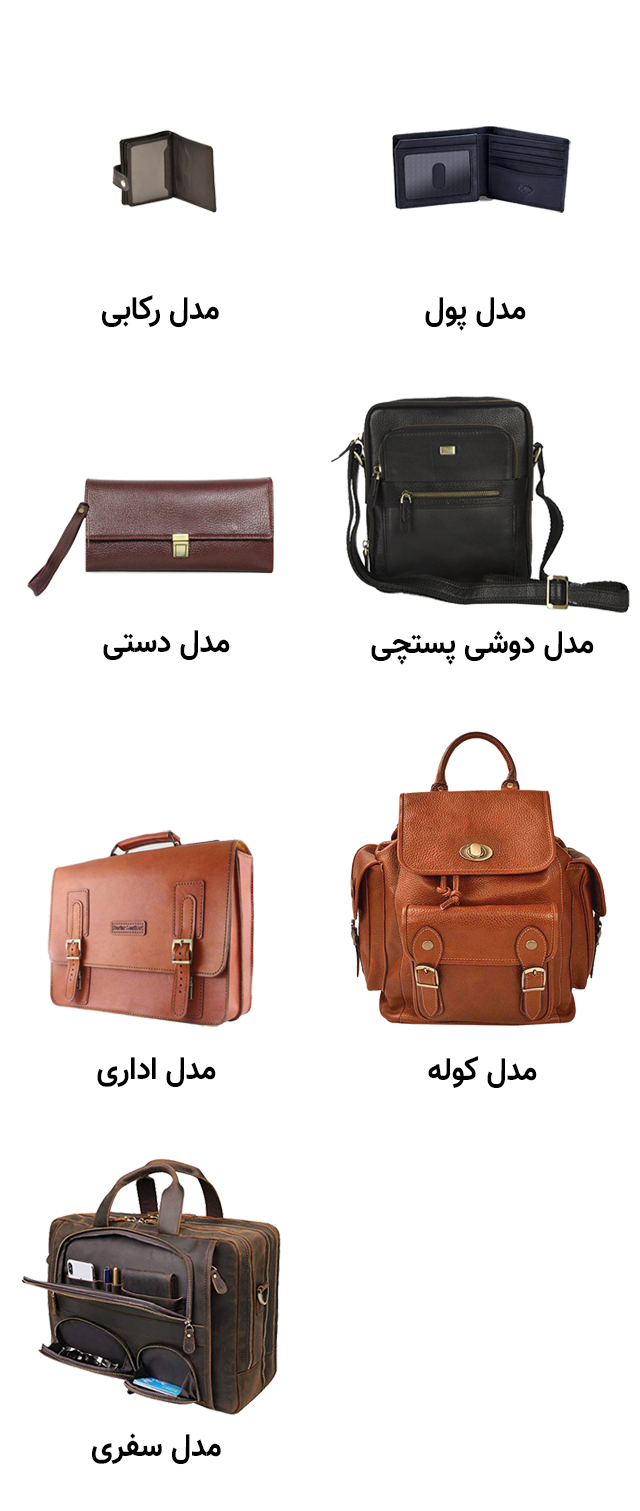 مدل پول
مدل رکابی
مدل دوشی پستچی
مدل دستی
مدل کوله
مدل اداری
مدل سفری